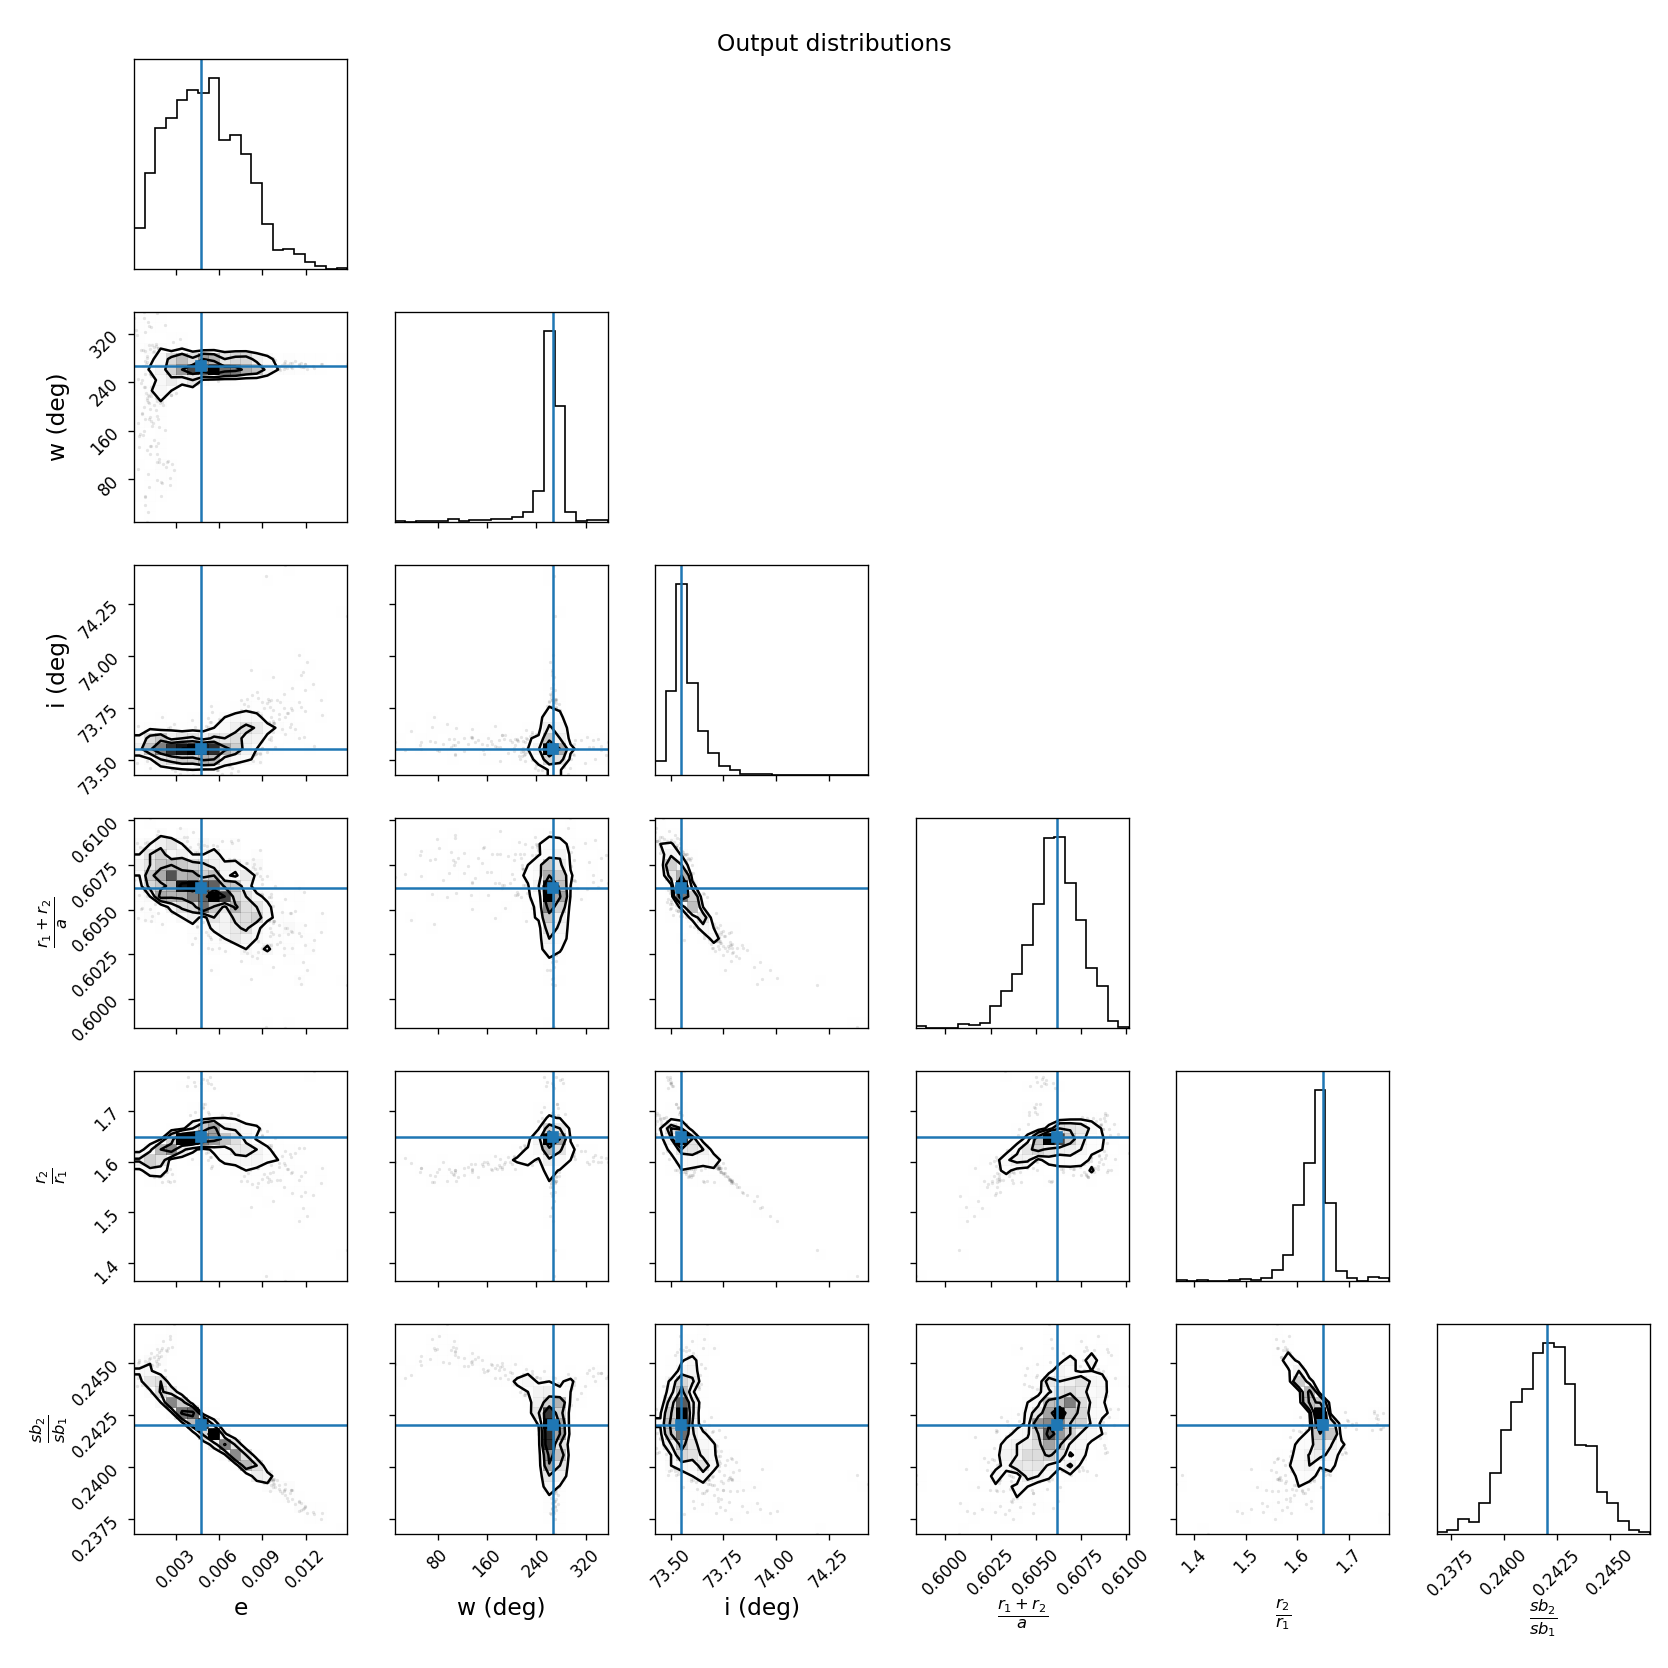 Output distributions
w (deg)
320
240
160
80
i (deg)
74.25
74.00
73.75
73.50
r₁ + r₂
a
0.6100
0.6075
0.6050
0.6025
0.6000
r₂
r₁
1.7
1.6
1.5
1.4
sb₂
sb₁
0.2450
0.2425
0.2400
0.2375
0.003 0.006 0.009 0.012 80 160 240 320 73.50 73.75 74.00 74.25 0.6000 0.6025 0.6050 0.6075 0.6100 1.4 1.5 1.6 1.7 0.2375 0.2400 0.2425 0.2450
e w (deg) i (deg)
r₁ + r₂
a
r₂
r₁
sb₂
sb₁